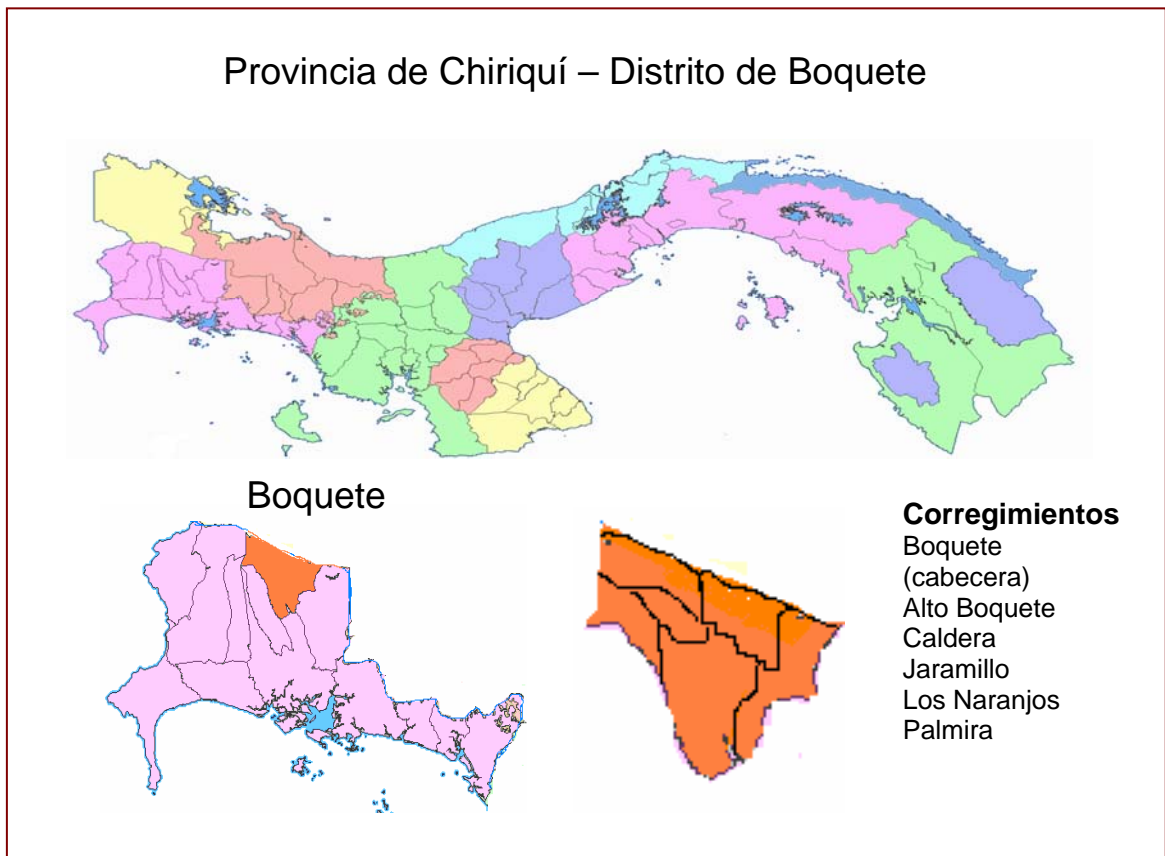 Provincia de Chiriquí – Distrito de Boquete
Boquete
Corregimientos
Boquete
(cabecera)
Alto Boquete
Caldera
Jaramillo
Los Naranjos
Palmira